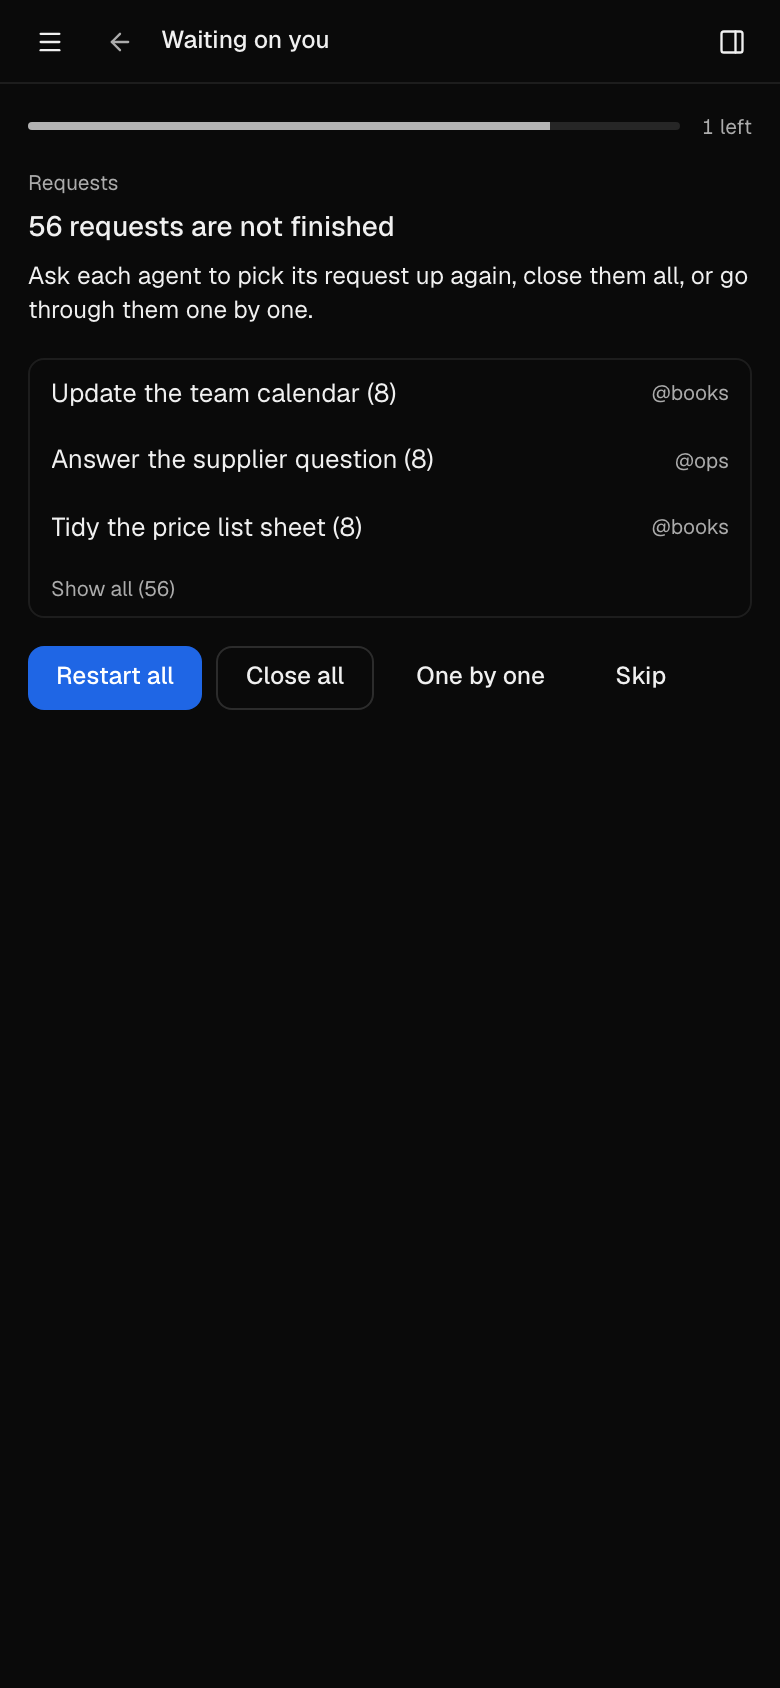 Waiting on you
1 left
Requests
56 requests are not finished
Ask each agent to pick its request up again, close them all, or go
through them one by one.
Update the team calendar (8) @books
Answer the supplier question (8) @ops
Tidy the price list sheet (8) @books
Show all (56)
Restart all Close all One by one Skip